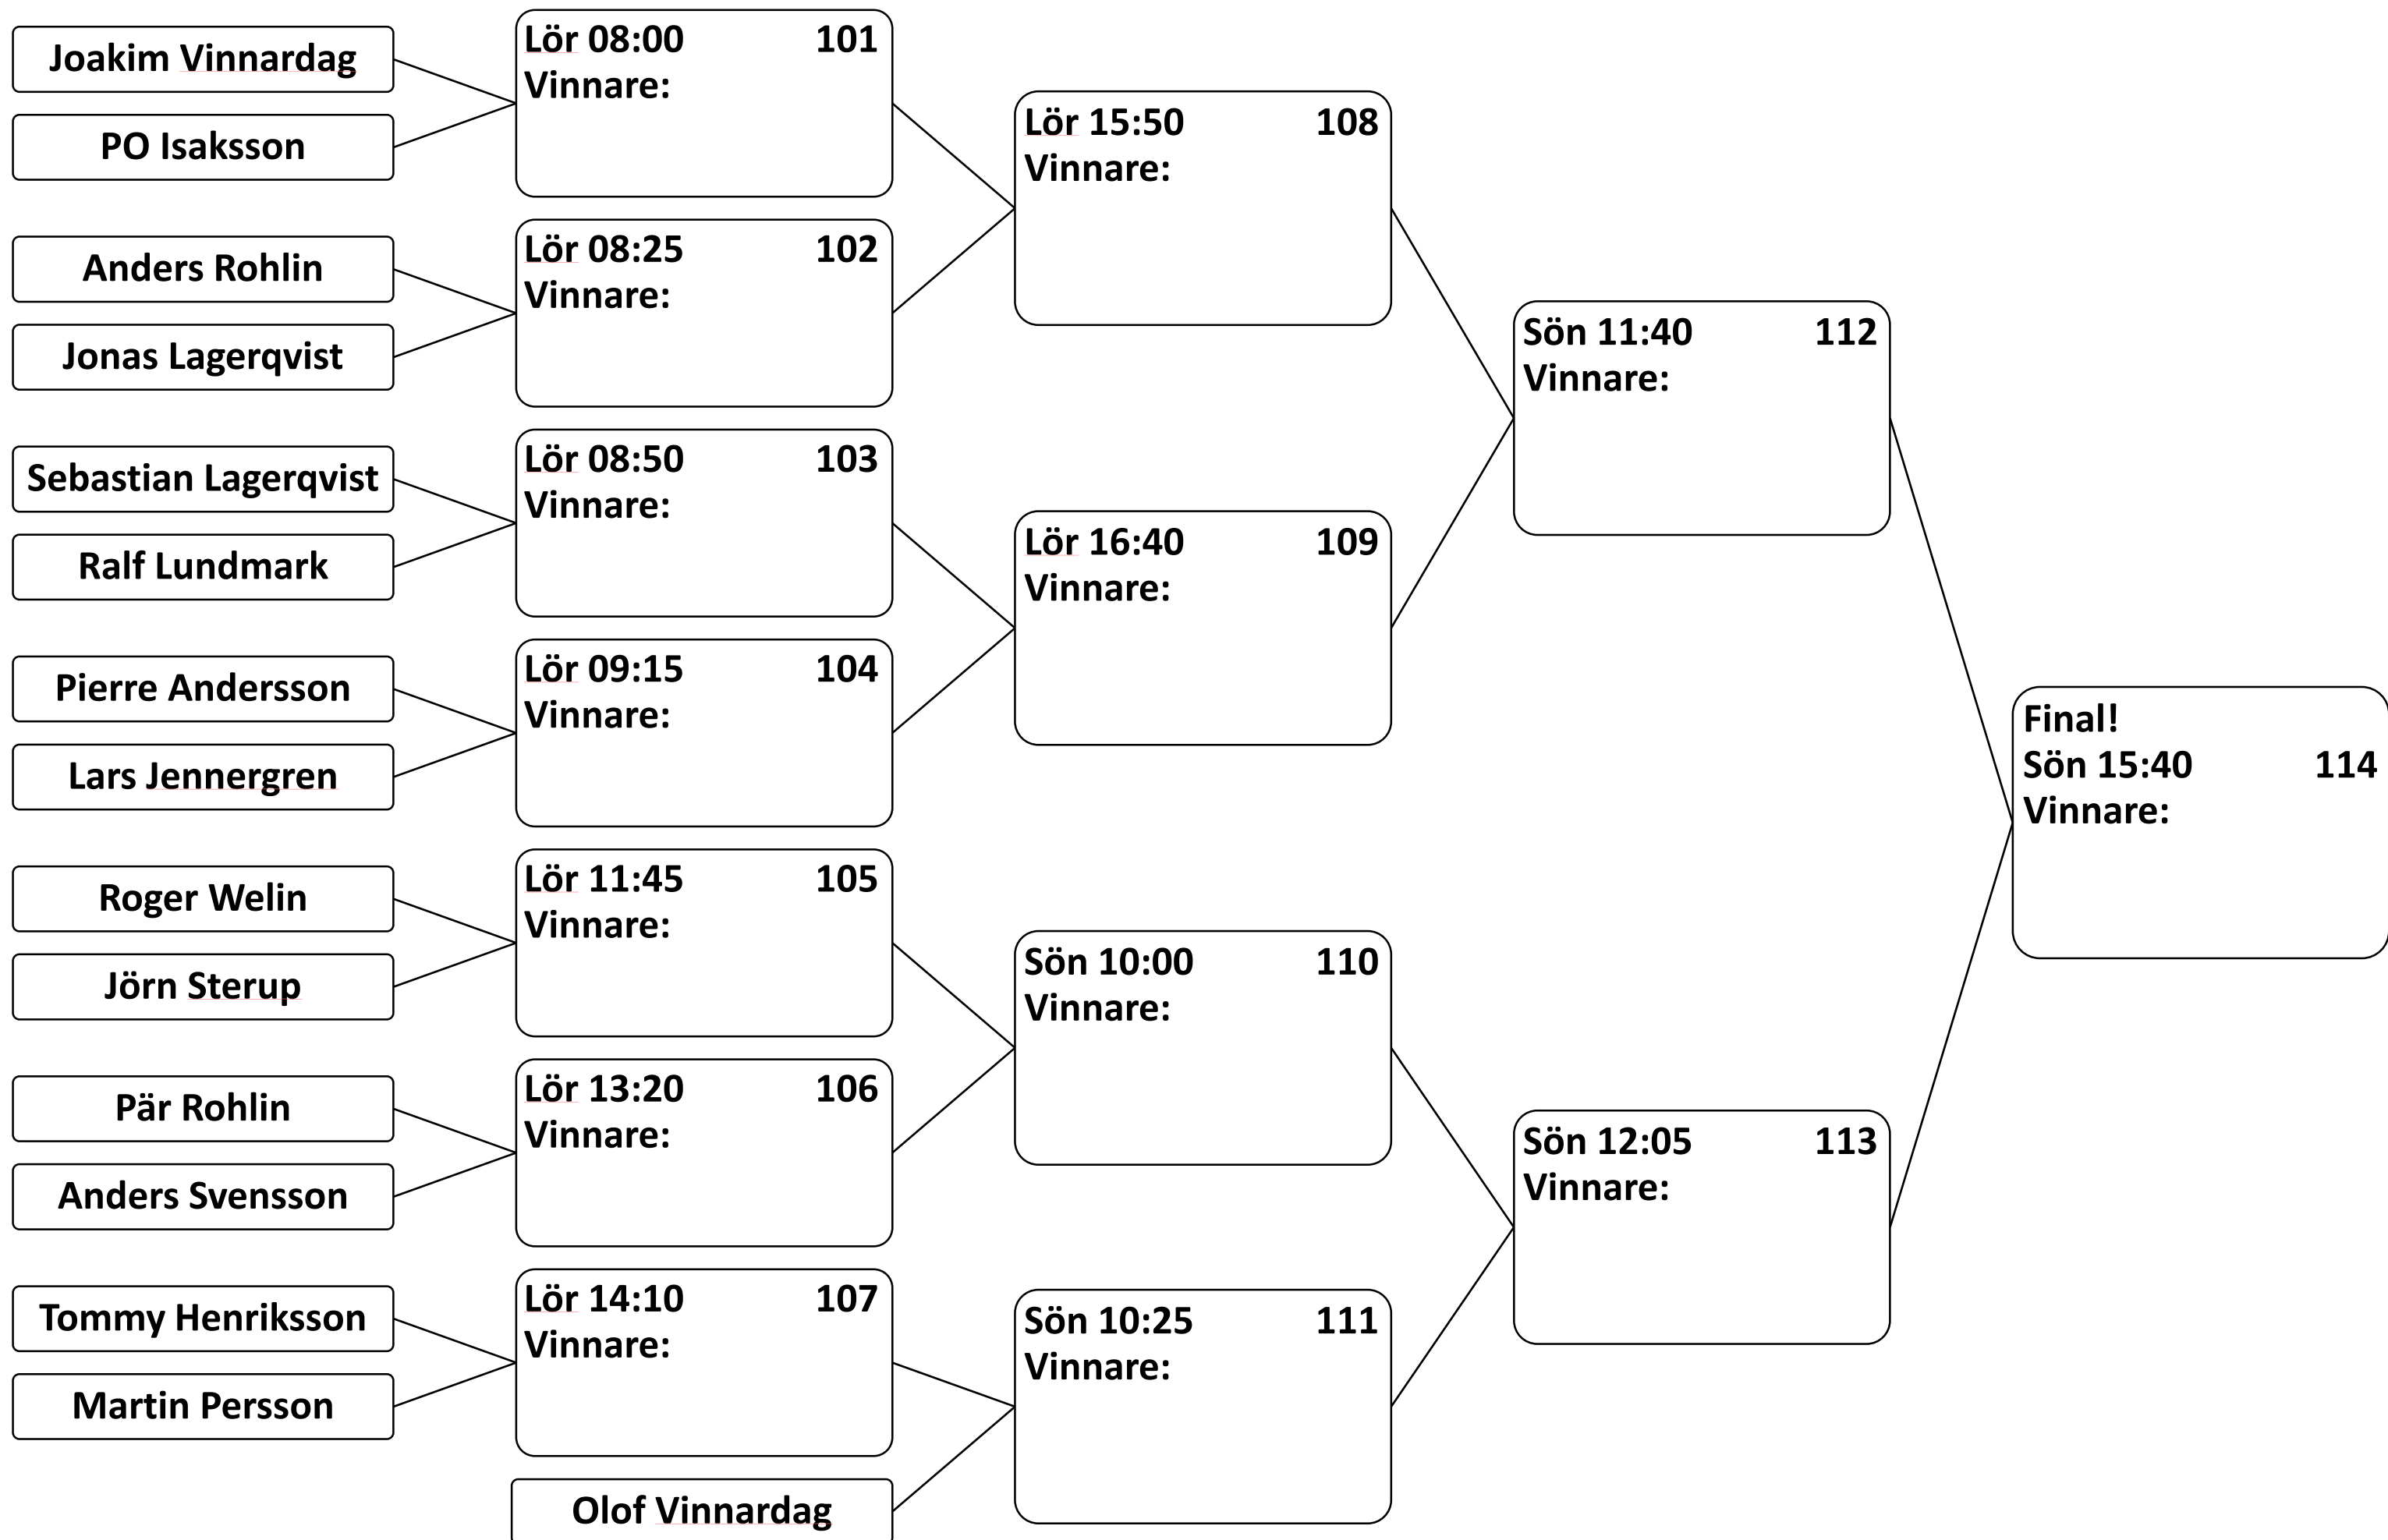 Joakim Vinnardag
PO Isaksson
Anders Rohlin
Jonas Lagerqvist
Sebastian Lagerqvist
Ralf Lundmark
Pierre Andersson
Lars Jennergren
Roger Welin
Jörn Sterup
Pär Rohlin
Anders Svensson
Tommy Henriksson
Martin Persson
Lör 08:00 101
Vinnare:
Lör 08:25 102
Vinnare:
Lör 08:50 103
Vinnare:
Lör 09:15 104
Vinnare:
Lör 11:45 105
Vinnare:
Lör 13:20 106
Vinnare:
Lör 14:10 107
Vinnare:
Olof Vinnardag
Lör 15:50 108
Vinnare:
Lör 16:40 109
Vinnare:
Sön 10:00 110
Vinnare:
Sön 10:25 111
Vinnare:
Sön 11:40 112
Vinnare:
Sön 12:05 113
Vinnare:
Final!
Sön 15:40 114
Vinnare: